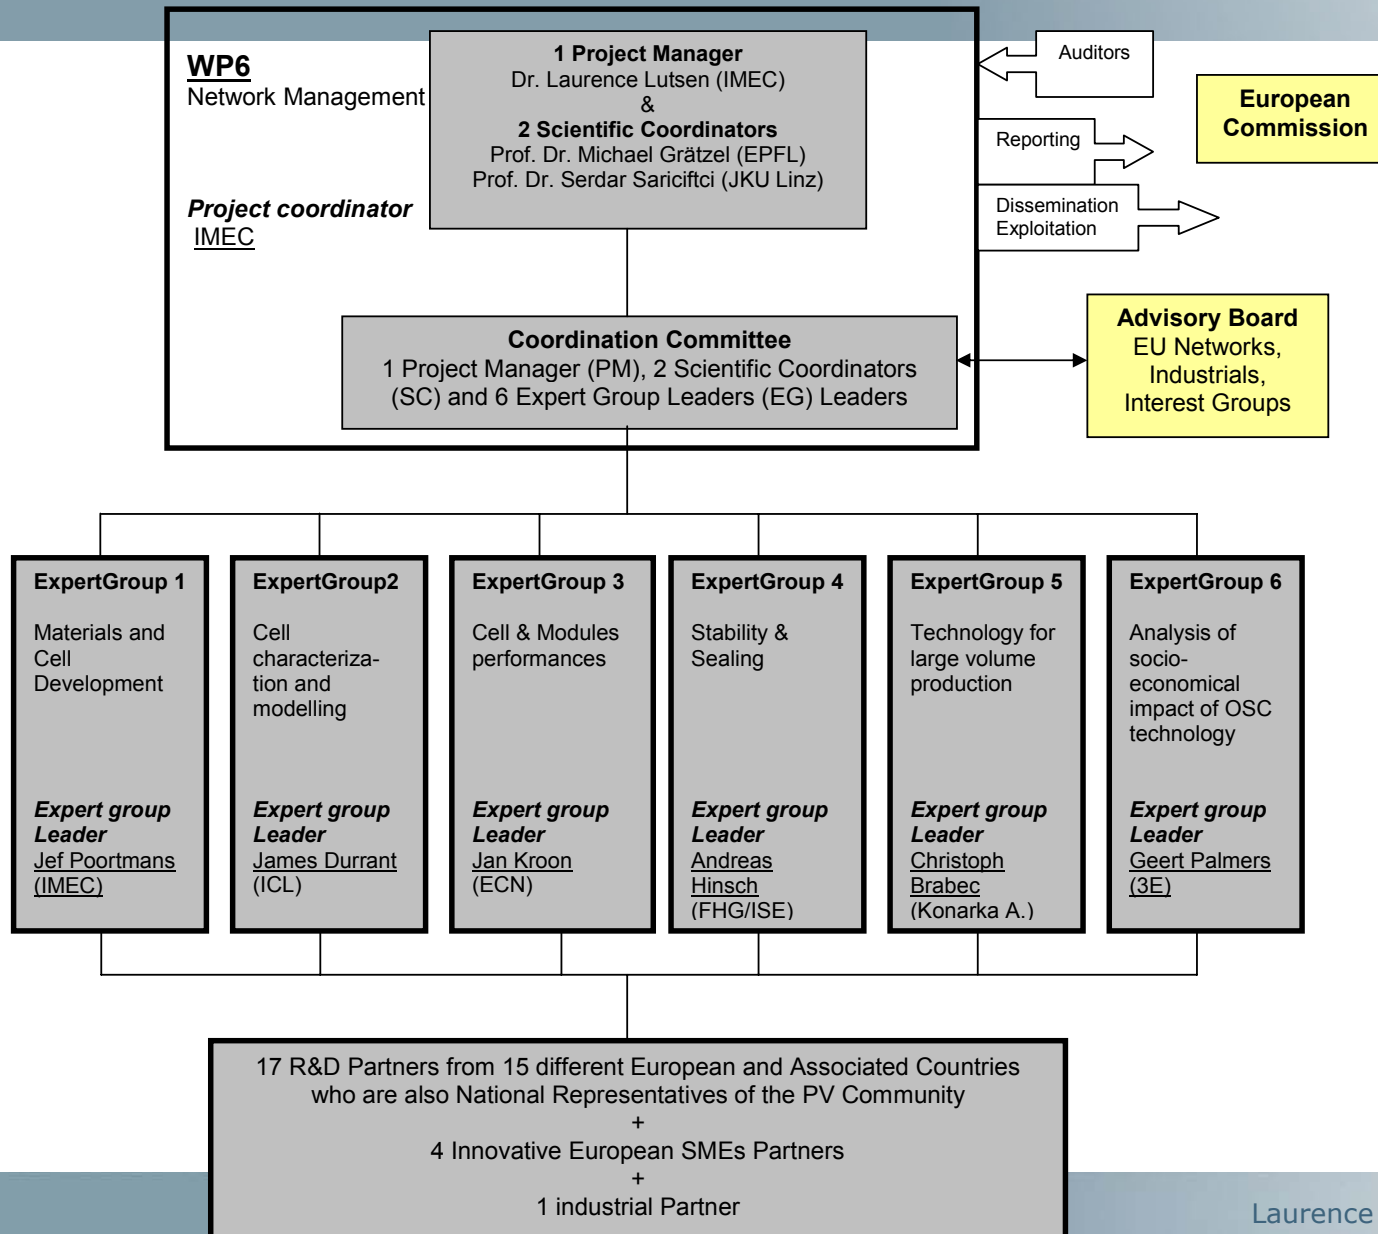 WP6
Network Management
Project coordinator
IMEC
1 Project Manager
Dr. Laurence Lutsen (IMEC)
&
2 Scientific Coordinators
Prof. Dr. Michael Grätzel (EPFL)
Prof. Dr. Serdar Sariciftci (JKU Linz)
Auditors
Reporting
Dissemination
Exploitation
European
Commission
Coordination Committee
1 Project Manager (PM), 2 Scientific Coordinators
(SC) and 6 Expert Group Leaders (EG) Leaders
Advisory Board
EU Networks,
Industrials,
Interest Groups
ExpertGroup 1
Materials and
Cell
Development
Expert group
Leader
Jef Poortmans
(IMEC)
ExpertGroup2
Cell
characteriza-
tion and
modelling
Expert group
Leader
James Durrant
(ICL)
ExpertGroup 3
Cell & Modules
performances
Expert group
Leader
Jan Kroon
(ECN)
ExpertGroup 4
Stability &
Sealing
Expert group
Leader
Andreas
Hinsch
(FHG/ISE)
ExpertGroup 5
Technology for
large volume
production
Expert group
Leader
Christoph
Brabec
(Konarka A.)
ExpertGroup 6
Analysis of
socio-
economical
impact of OSC
technology
Expert group
Leader
Geert Palmers
(3E)
17 R&D Partners from 15 different European and Associated Countries
who are also National Representatives of the PV Community
+
4 Innovative European SMEs Partners
+
1 industrial Partner
Laurence